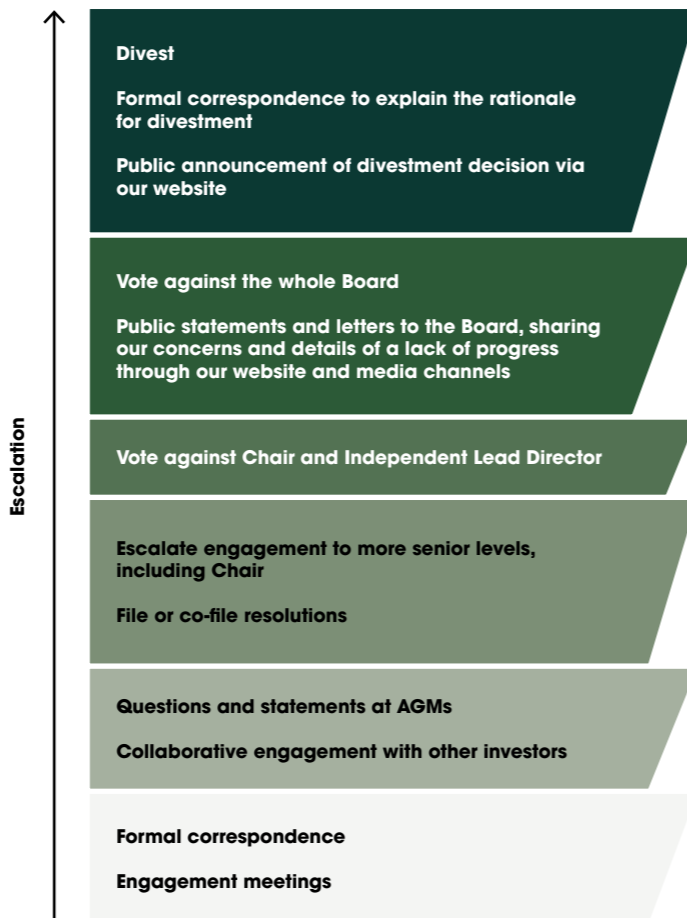 Divest
Formal correspondence to explain the rationale
for divestment
Public announcement of divestment decision via
our website
Vote against the whole Board
Public statements and letters to the Board, sharing
our concerns and details of a lack of progress
through our website and media channels
Vote against Chair and Independent Lead Director
Escalate engagement to more senior levels,
including Chair
File or co-file resolutions
Questions and statements at AGMs
Collaborative engagement with other investors
Formal correspondence
Engagement meetings
Escalation